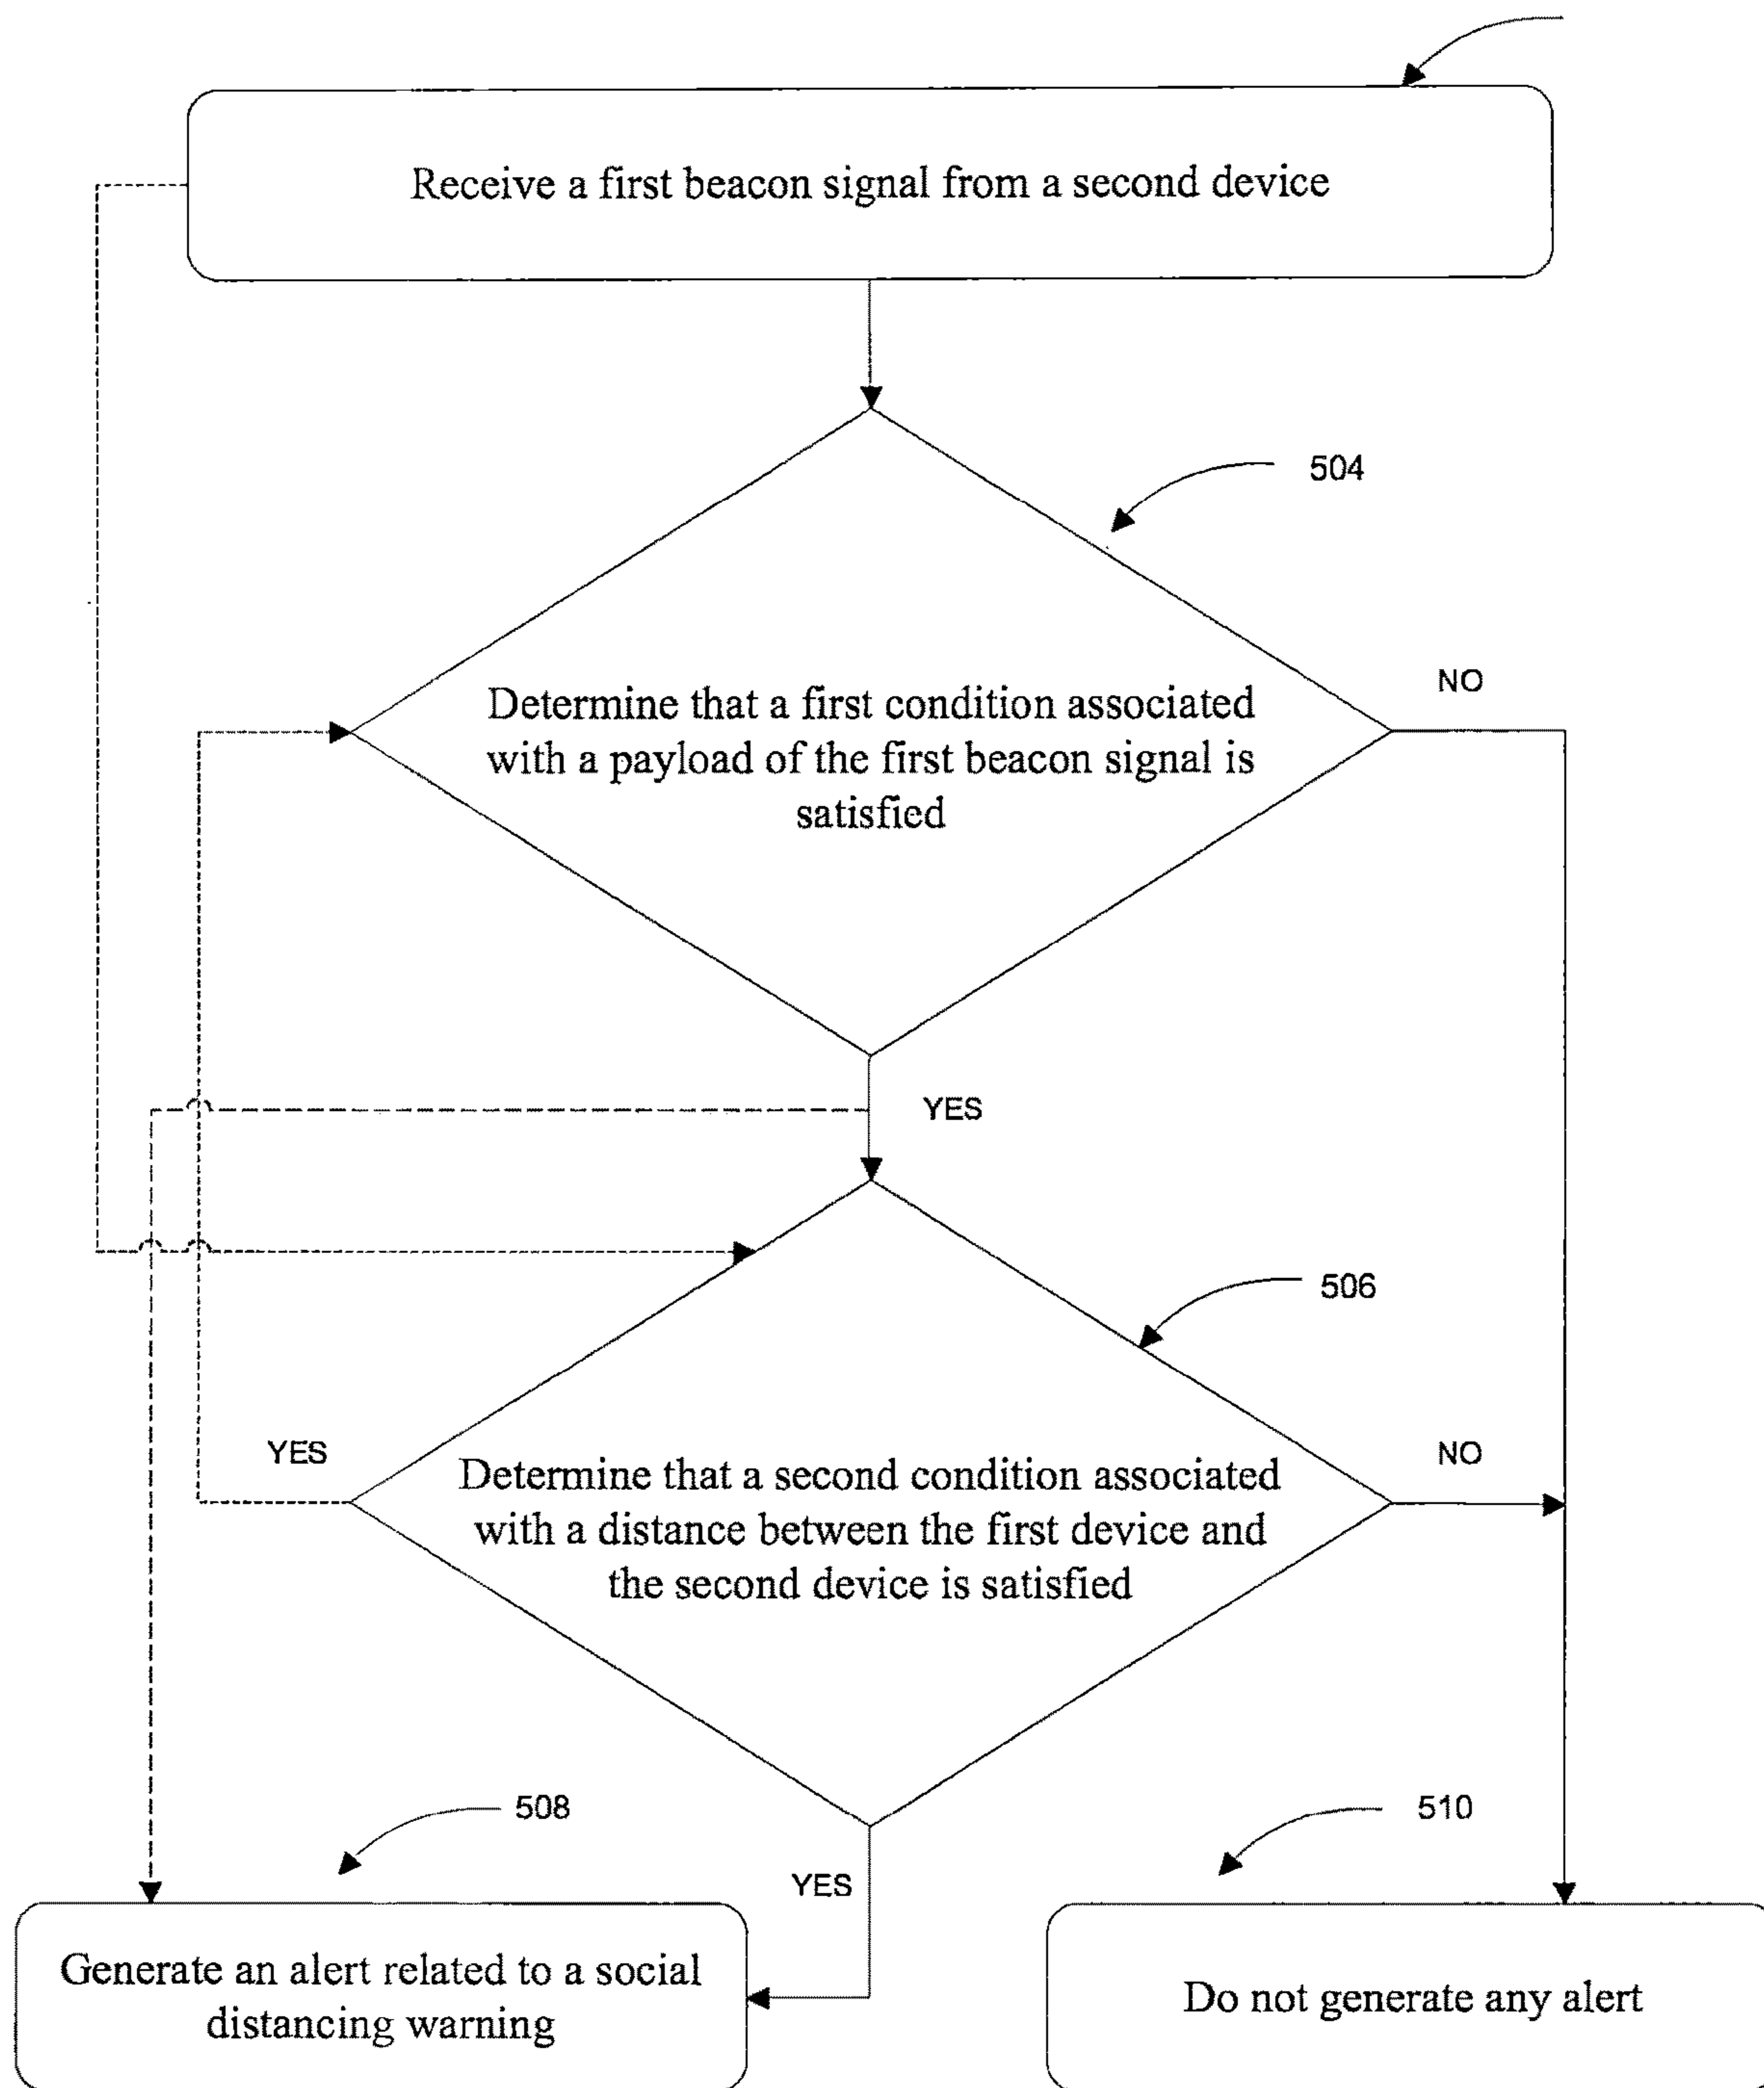 Receive a first beacon signal from a second device
504
NO
Determine that a first condition associated
with a payload of the first beacon signal is
satisfied
YES
506
YES
NO
Determine that a second condition associated
with a distance between the first device and
the second device is satisfied
508
510
YES
Generate an alert related to a social
distancing warning
Do not generate any alert